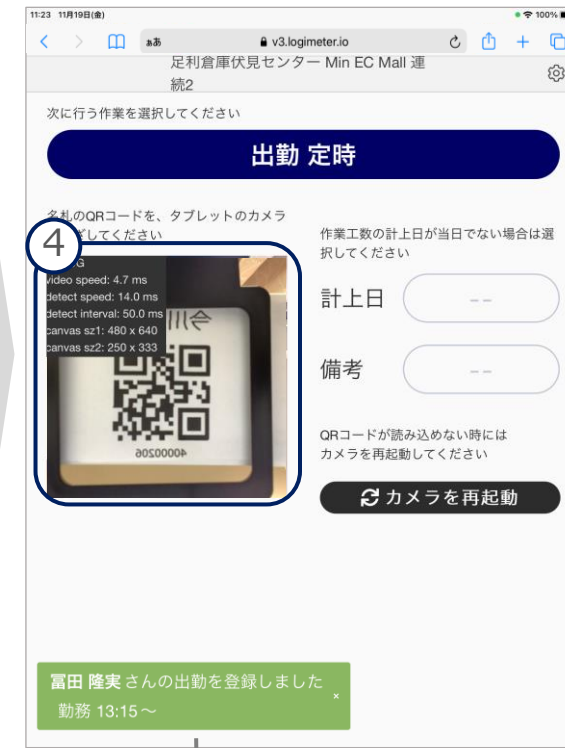 11:23 11月19日(金)
100%
ぁあ
v3.logimeter.io
足利倉庫伏見センター Min EC Mall 連
続2
次に行う作業を選択してください
出勤 定時
名札のQRコードを、タブレットのカメラ
ざしてください
4
G
video speed: 4.7 ms
detect speed: 14.0 ms
detect interval: 50.0 ms
canvas sz1: 480 x 640
canvas sz2: 250 x 333
今川
40000206
作業工数の計上日が当日でない場合は選
択してください
計上日
--
備考
--
QRコードが読み込めない時には
カメラを再起動してください
カメラを再起動
冨田 隆実 さんの出勤を登録しました
×
勤務 13:15 ～